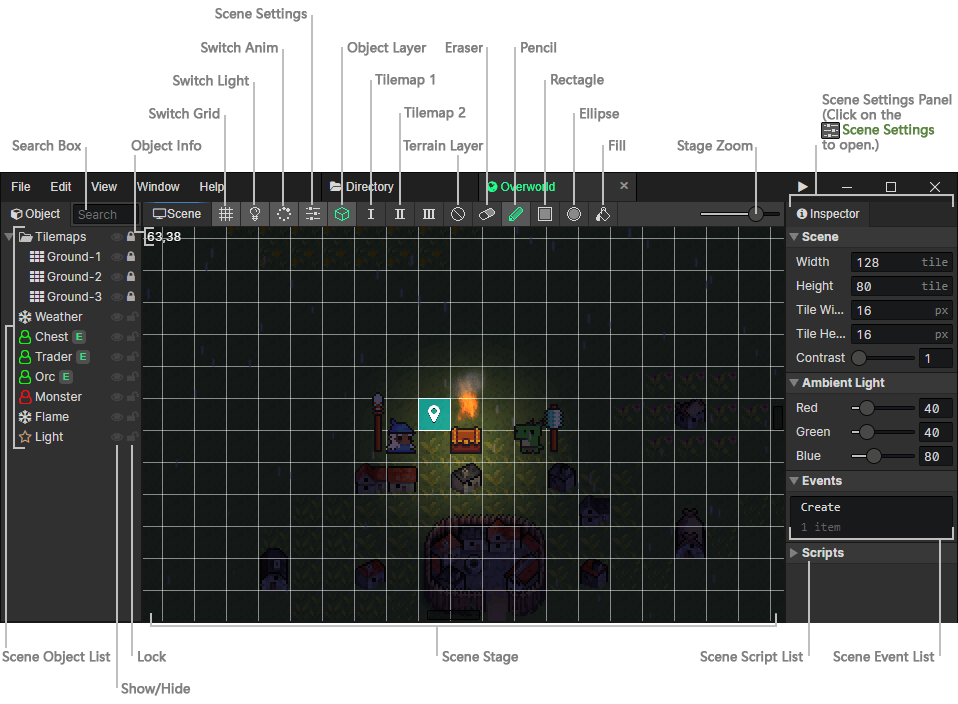 Scene Settings
Switch Anim
Object Layer
Eraser
Pencil
Switch Light
Tilemap 1
Rectagle
Scene Settings Panel
(Click on the
Scene Settings
to open.)
Switch Grid
Tilemap 2
Ellipse
Search Box
Object Info
Terrain Layer
Fill
Stage Zoom
File Edit View Window Help
Directory
Overworld
Object
Search
Scene
Inspector
63,38
Tilemaps
Ground-1
Ground-2
Ground-3
Weather
Chest E
Trader E
Orc E
Monster
Flame
Light
Scene
Width 128 tile
Height 80 tile
Tile Wi... 16 px
Tile He... 16 px
Contrast 1
Ambient Light
Red 40
Green 40
Blue 80
Events
Create
1 item
Scripts
Scene Object List
Lock
Scene Stage
Scene Script List
Scene Event List
Show/Hide